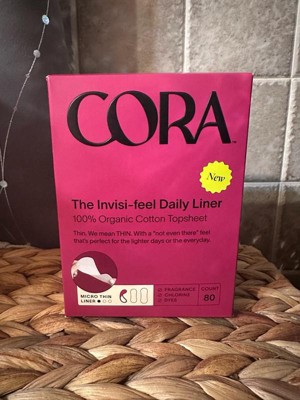 CORA™
New
The Invisi-feel Daily Liner
100% Organic Cotton Topsheet
Thin. We mean THIN. With a "not even there" feel
that's perfect for the lighter days or the everyday.
MICRO THIN
LINER
FRAGRANCE
CHLORINE
DYES
COUNT
80